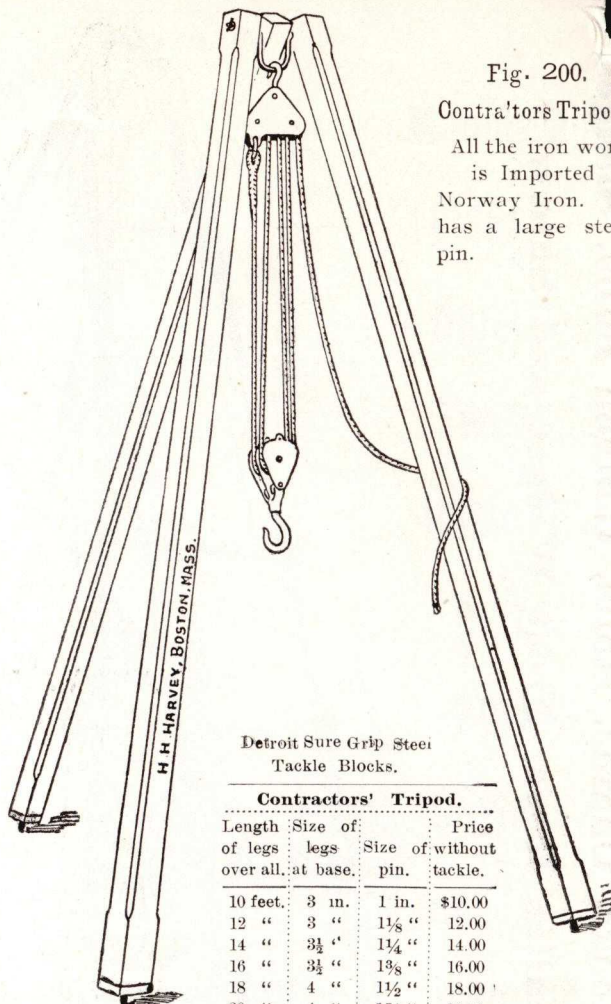 Fig. 200.
Contra'tors
All the iron
is Imported
Norway Iron.
has a large
pin.
H.H.HARVEY, BOSTON. MASS.
Detroit Sure Grip Steel
Tackle Blocks.
Contractors' Tripod.
Length of legs over all. Size of legs at base. Size of pin. Price without tackle.
10 feet. 3 in. 1 in. $10.00
12 “ 3 “ 1⅛ “ 12.00
14 “ 3½ “ 1¼ “ 14.00
16 “ 3½ “ 1⅜ “ 16.00
18 “ 4 “ 1½ “ 18.00